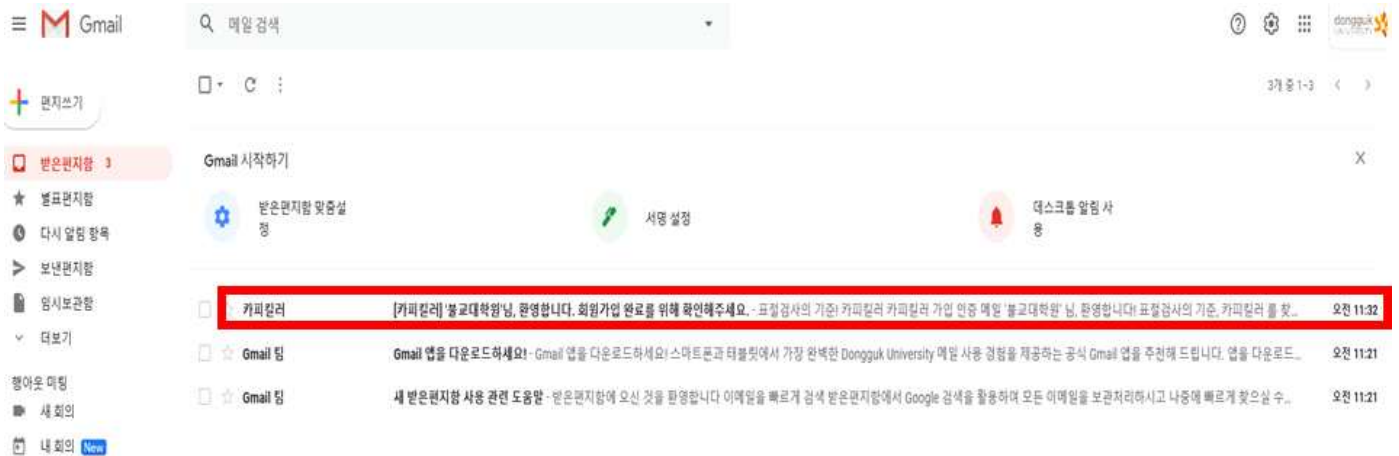 Gmail
메일 검색
dongguk
UNIVERSITY
편지쓰기
3개 중 1-3
받은편지함 3
별표편지함
다시 알림 항목
보낸편지함
임시보관함
더보기
행아웃 미팅
새 회의
내 회의 New
Gmail 시작하기
받은편지함 맞춤설
정
서명 설정
데스크톱 알림 사
용
카피킬러 [카피킬러] '불교대학원'님, 환영합니다. 회원가입 완료를 위해 확인해주세요. - 표절검사의 기준! 카피킬러 카피킬러 가입 인증 메일 '불교대학원' 님, 환영합니다! 표절검사의 기준, 카피킬러 를 찾... 오전 11:32
Gmail 팀 Gmail 앱을 다운로드하세요! - Gmail 앱을 다운로드하세요! 스마트폰과 태블릿에서 가장 완벽한 Dongguk University 메일 사용 경험을 제공하는 공식 Gmail 앱을 추천해 드립니다. 앱을 다운로드... 오전 11:21
Gmail 팀 새 받은편지함 사용 관련 도움말 - 받은편지함에 오신 것을 환영합니다 이메일을 빠르게 검색 받은편지함에서 Google 검색을 활용하여 모든 이메일을 보관처리하시고 나중에 빠르게 찾으실 수... 오전 11:21